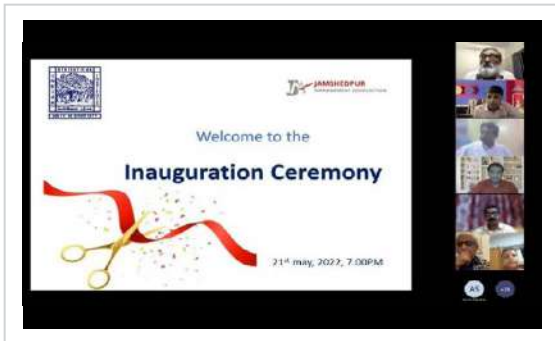 JAMSHEDPUR
Welcome to the
Inauguration Ceremony
21st may, 2022, 7.00PM
AS